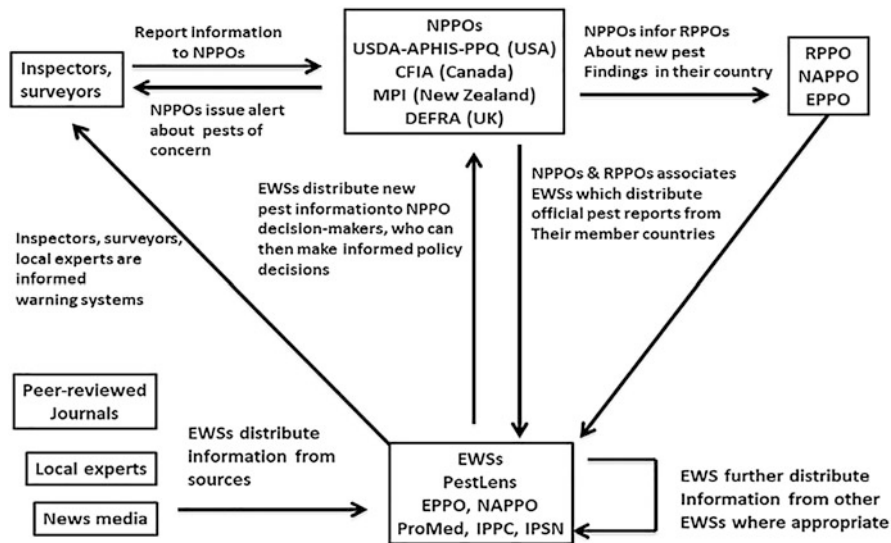 Report information
to NPPOs
Inspectors,
surveyors
NPPOs issue alert
about pests of
concern
NPPOs
USDA-APHIS-PPQ (USA)
CFIA (Canada)
MPI (New Zealand)
DEFRA (UK)
NPPOs infor RPPOs
About new pest
Findings in their country
RPPO
NAPPO
EPPO
EWSs distribute new
pest informationto NPPO
decision-makers, who can
then make informed policy
decisions
NPPOs & RPPOs associates
EWSs which distribute
official pest reports from
Their member countries
Inspectors, surveyors,
local experts are
informed
warning systems
Peer-reviewed
Journals
Local experts
News media
EWSs distribute
information from
sources
EWSs
PestLens
EPPO, NAPPO
ProMed, IPPC, IPSN
EWS further distribute
Information from other
EWSs where appropriate